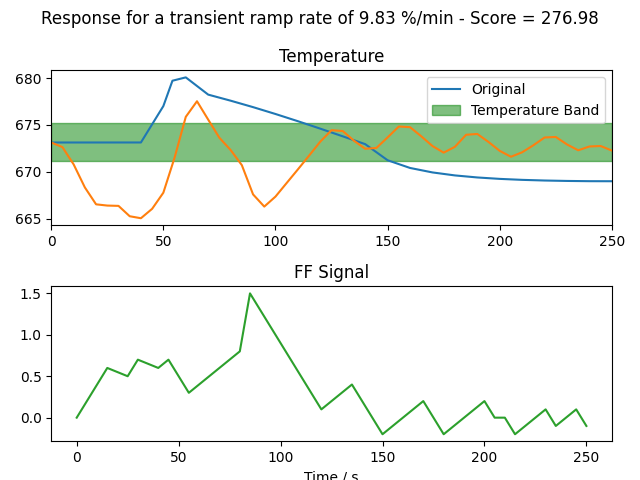 Response for a transient ramp rate of 9.83 %/min - Score = 276.98
Temperature
680
675
670
665
Original
Temperature Band
0 50 100 150 200 250
FF Signal
1.5
1.0
0.5
0.0
0 50 100 150 200 250
Time / s